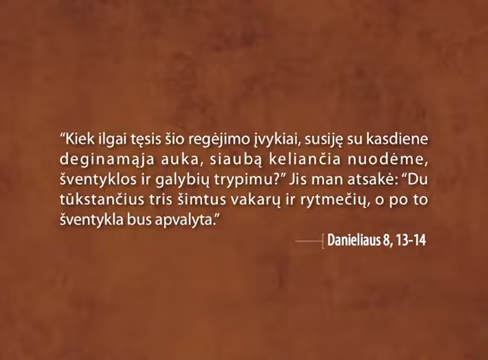 “Kiek ilgai tęsis šio regėjimo įvykiai, susiję su kasdiene
deginamąja auka, siaubą keliančia nuodėme,
šventyklos ir galybių trypimu?” Jis man atsakė: “Du
tūkstančius tris šimtus vakarų ir rytmečių, o po to
šventykla bus apvalyta.”
Danieliaus 8, 13-14